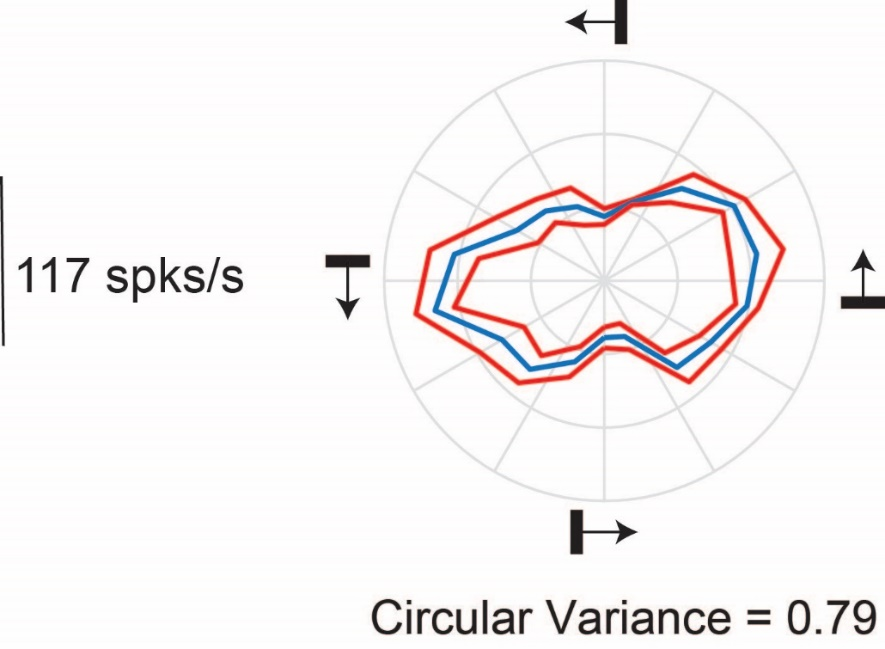 117 spks/s
Circular Variance = 0.79